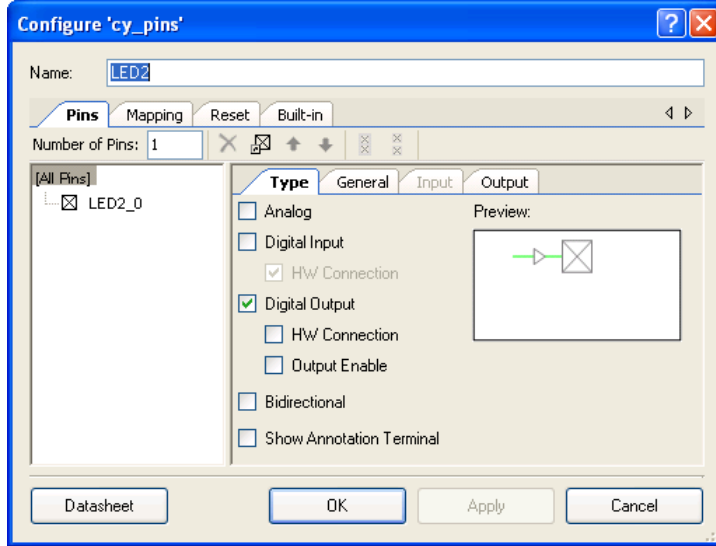 Configure 'cy_pins'
Name: LED2
Pins Mapping Reset Built-in
Number of Pins: 1
[All Pins]
LED2_0
Type General Input Output
Analog
Preview:
Digital Input
HW Connection
Digital Output
HW Connection
Output Enable
Bidirectional
Show Annotation Terminal
Datasheet OK Apply Cancel